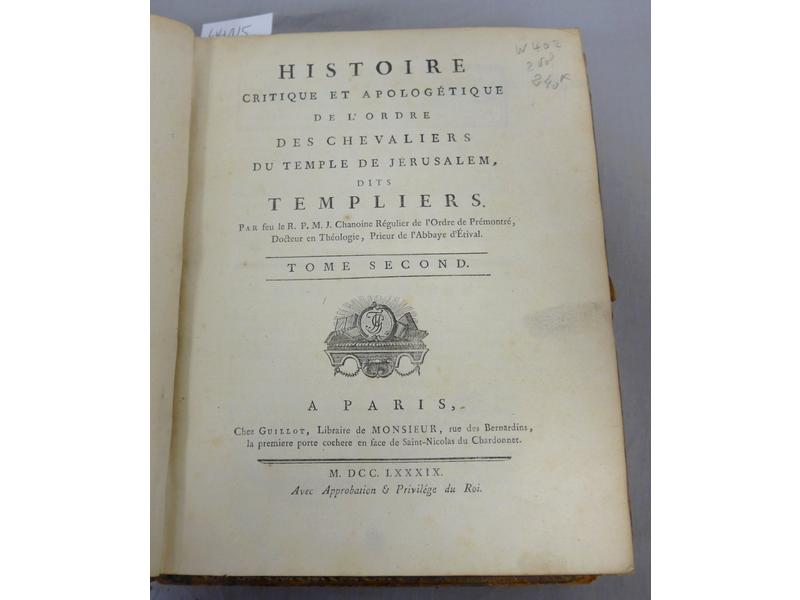 HISTOIRE
CRITIQUE ET APOLOGÉTIQUE
DE L'ORDRE
DES CHEVALIERS
DU TEMPLE DE JÉRUSALEM,
DITS
TEMPLIERS.
PAR feu le R. P. M. J. Chanoine Régulier de l'Ordre de Prémontré,
Docteur en Théologie, Prieur de l'Abbaye d'Étival.
TOME SECOND.
A PARIS,
Chez GUILLOT, Libraire de MONSIEUR, rue des Bernardins,
la premiere porte cochere en face de Saint-Nicolas du Chardonnet.
M. DCC. LXXXIX.
Avec Approbation & Privilége du Roi.